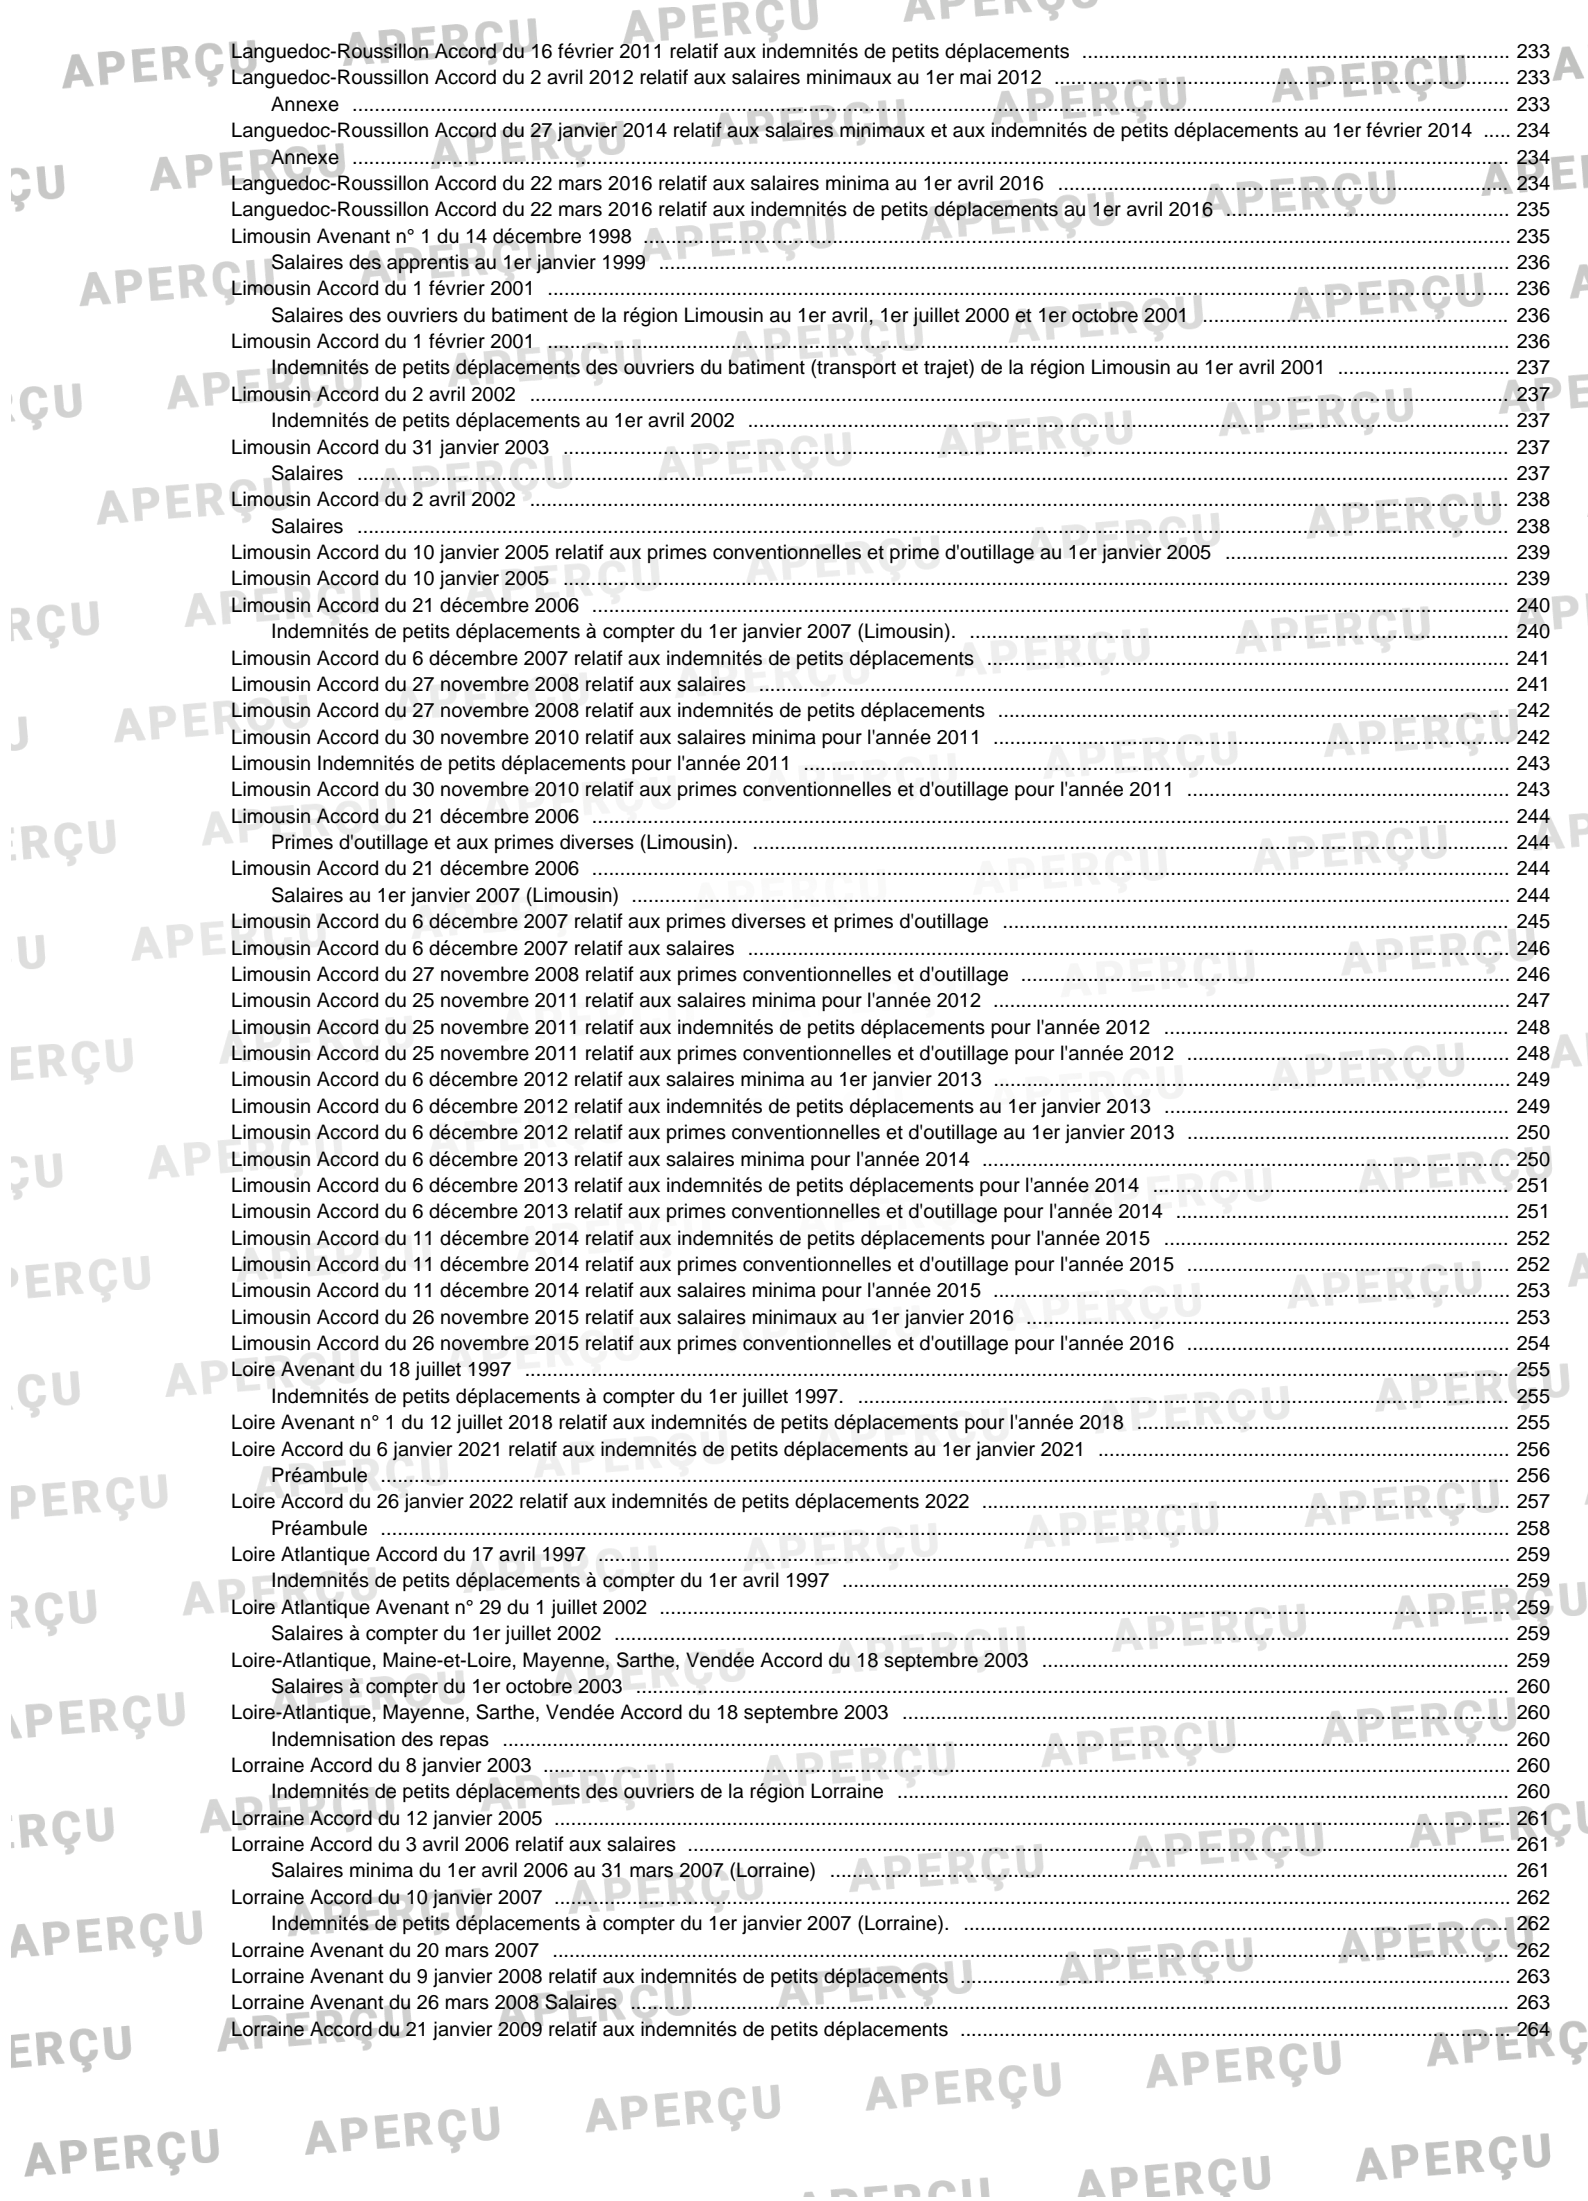 Languedoc-Roussillon Accord du 16 février 2011 relatif aux indemnités de petits déplacements ... 233
Languedoc-Roussillon Accord du 2 avril 2012 relatif aux salaires minimaux au 1er mai 2012 ... 233
Annexe ... 233
Languedoc-Roussillon Accord du 27 janvier 2014 relatif aux salaires minimaux et aux indemnités de petits déplacements au 1er février 2014 ..... 234
Annexe ... 234
Languedoc-Roussillon Accord du 22 mars 2016 relatif aux salaires minima au 1er avril 2016 ... 234
Languedoc-Roussillon Accord du 22 mars 2016 relatif aux indemnités de petits déplacements au 1er avril 2016 ... 235
Limousin Avenant n° 1 du 14 décembre 1998 ... 235
Salaires des apprentis au 1er janvier 1999 ... 236
Limousin Accord du 1 février 2001 ... 236
Salaires des ouvriers du batiment de la région Limousin au 1er avril, 1er juillet 2000 et 1er octobre 2001 ... 236
Limousin Accord du 1 février 2001 ... 236
Indemnités de petits déplacements des ouvriers du batiment (transport et trajet) de la région Limousin au 1er avril 2001 ... 237
Limousin Accord du 2 avril 2002 ... 237
Indemnités de petits déplacements au 1er avril 2002 ... 237
Limousin Accord du 31 janvier 2003 ... 237
Salaires ... 237
Limousin Accord du 2 avril 2002 ... 238
Salaires ... 238
Limousin Accord du 10 janvier 2005 relatif aux primes conventionnelles et prime d'outillage au 1er janvier 2005 ... 239
Limousin Accord du 10 janvier 2005 ... 239
Limousin Accord du 21 décembre 2006 ... 240
Indemnités de petits déplacements à compter du 1er janvier 2007 (Limousin). ... 240
Limousin Accord du 6 décembre 2007 relatif aux indemnités de petits déplacements ... 241
Limousin Accord du 27 novembre 2008 relatif aux salaires ... 241
Limousin Accord du 27 novembre 2008 relatif aux indemnités de petits déplacements ... 242
Limousin Accord du 30 novembre 2010 relatif aux salaires minima pour l'année 2011 ... 242
Limousin Indemnités de petits déplacements pour l'année 2011 ... 243
Limousin Accord du 30 novembre 2010 relatif aux primes conventionnelles et d'outillage pour l'année 2011 ... 243
Limousin Accord du 21 décembre 2006 ... 244
Primes d'outillage et aux primes diverses (Limousin). ... 244
Limousin Accord du 21 décembre 2006 ... 244
Salaires au 1er janvier 2007 (Limousin) ... 244
Limousin Accord du 6 décembre 2007 relatif aux primes diverses et primes d'outillage ... 245
Limousin Accord du 6 décembre 2007 relatif aux salaires ... 246
Limousin Accord du 27 novembre 2008 relatif aux primes conventionnelles et d'outillage ... 246
Limousin Accord du 25 novembre 2011 relatif aux salaires minima pour l'année 2012 ... 247
Limousin Accord du 25 novembre 2011 relatif aux indemnités de petits déplacements pour l'année 2012 ... 248
Limousin Accord du 25 novembre 2011 relatif aux primes conventionnelles et d'outillage pour l'année 2012 ... 248
Limousin Accord du 6 décembre 2012 relatif aux salaires minima au 1er janvier 2013 ... 249
Limousin Accord du 6 décembre 2012 relatif aux indemnités de petits déplacements au 1er janvier 2013 ... 249
Limousin Accord du 6 décembre 2012 relatif aux primes conventionnelles et d'outillage au 1er janvier 2013 ... 250
Limousin Accord du 6 décembre 2013 relatif aux salaires minima pour l'année 2014 ... 250
Limousin Accord du 6 décembre 2013 relatif aux indemnités de petits déplacements pour l'année 2014 ... 251
Limousin Accord du 6 décembre 2013 relatif aux primes conventionnelles et d'outillage pour l'année 2014 ... 251
Limousin Accord du 11 décembre 2014 relatif aux indemnités de petits déplacements pour l'année 2015 ... 252
Limousin Accord du 11 décembre 2014 relatif aux primes conventionnelles et d'outillage pour l'année 2015 ... 252
Limousin Accord du 11 décembre 2014 relatif aux salaires minima pour l'année 2015 ... 253
Limousin Accord du 26 novembre 2015 relatif aux salaires minimaux au 1er janvier 2016 ... 253
Limousin Accord du 26 novembre 2015 relatif aux primes conventionnelles et d'outillage pour l'année 2016 ... 254
Loire Avenant du 18 juillet 1997 ... 255
Indemnités de petits déplacements à compter du 1er juillet 1997. ... 255
Loire Avenant n° 1 du 12 juillet 2018 relatif aux indemnités de petits déplacements pour l'année 2018 ... 255
Loire Accord du 6 janvier 2021 relatif aux indemnités de petits déplacements au 1er janvier 2021 ... 256
Préambule ... 256
Loire Accord du 26 janvier 2022 relatif aux indemnités de petits déplacements 2022 ... 257
Préambule ... 258
Loire Atlantique Accord du 17 avril 1997 ... 259
Indemnités de petits déplacements à compter du 1er avril 1997 ... 259
Loire Atlantique Avenant n° 29 du 1 juillet 2002 ... 259
Salaires à compter du 1er juillet 2002 ... 259
Loire-Atlantique, Maine-et-Loire, Mayenne, Sarthe, Vendée Accord du 18 septembre 2003 ... 259
Salaires à compter du 1er octobre 2003 ... 260
Loire-Atlantique, Mayenne, Sarthe, Vendée Accord du 18 septembre 2003 ... 260
Indemnisation des repas ... 260
Lorraine Accord du 8 janvier 2003 ... 260
Indemnités de petits déplacements des ouvriers de la région Lorraine ... 260
Lorraine Accord du 12 janvier 2005 ... 261
Lorraine Accord du 3 avril 2006 relatif aux salaires ... 261
Salaires minima du 1er avril 2006 au 31 mars 2007 (Lorraine) ... 261
Lorraine Accord du 10 janvier 2007 ... 262
Indemnités de petits déplacements à compter du 1er janvier 2007 (Lorraine). ... 262
Lorraine Avenant du 20 mars 2007 ... 262
Lorraine Avenant du 9 janvier 2008 relatif aux indemnités de petits déplacements ... 263
Lorraine Avenant du 26 mars 2008 Salaires ... 263
Lorraine Accord du 21 janvier 2009 relatif aux indemnités de petits déplacements ... 264
APERÇU